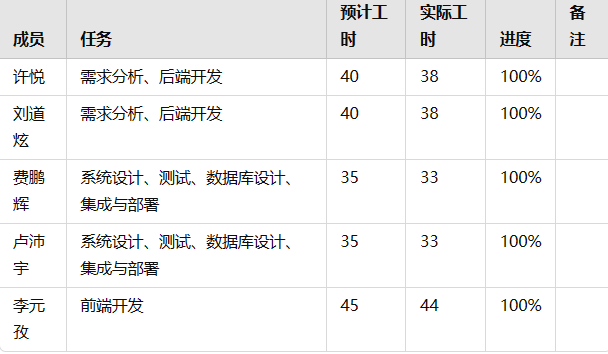 成员 任务 预计工时 实际工时 进度 备注
许悦 需求分析、后端开发 40 38 100%
刘道炫 需求分析、后端开发 40 38 100%
费鹏辉 系统设计、测试、数据库设计、集成与部署 35 33 100%
卢沛宇 系统设计、测试、数据库设计、集成与部署 35 33 100%
李元孜 前端开发 45 44 100%